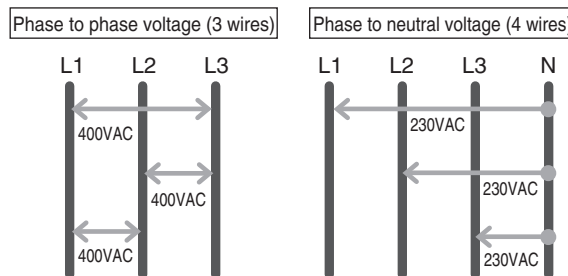 Phase to phase voltage (3 wires)
L1 L2 L3
400VAC
400VAC
400VAC
Phase to neutral voltage (4 wires)
L1 L2 L3 N
230VAC
230VAC
230VAC